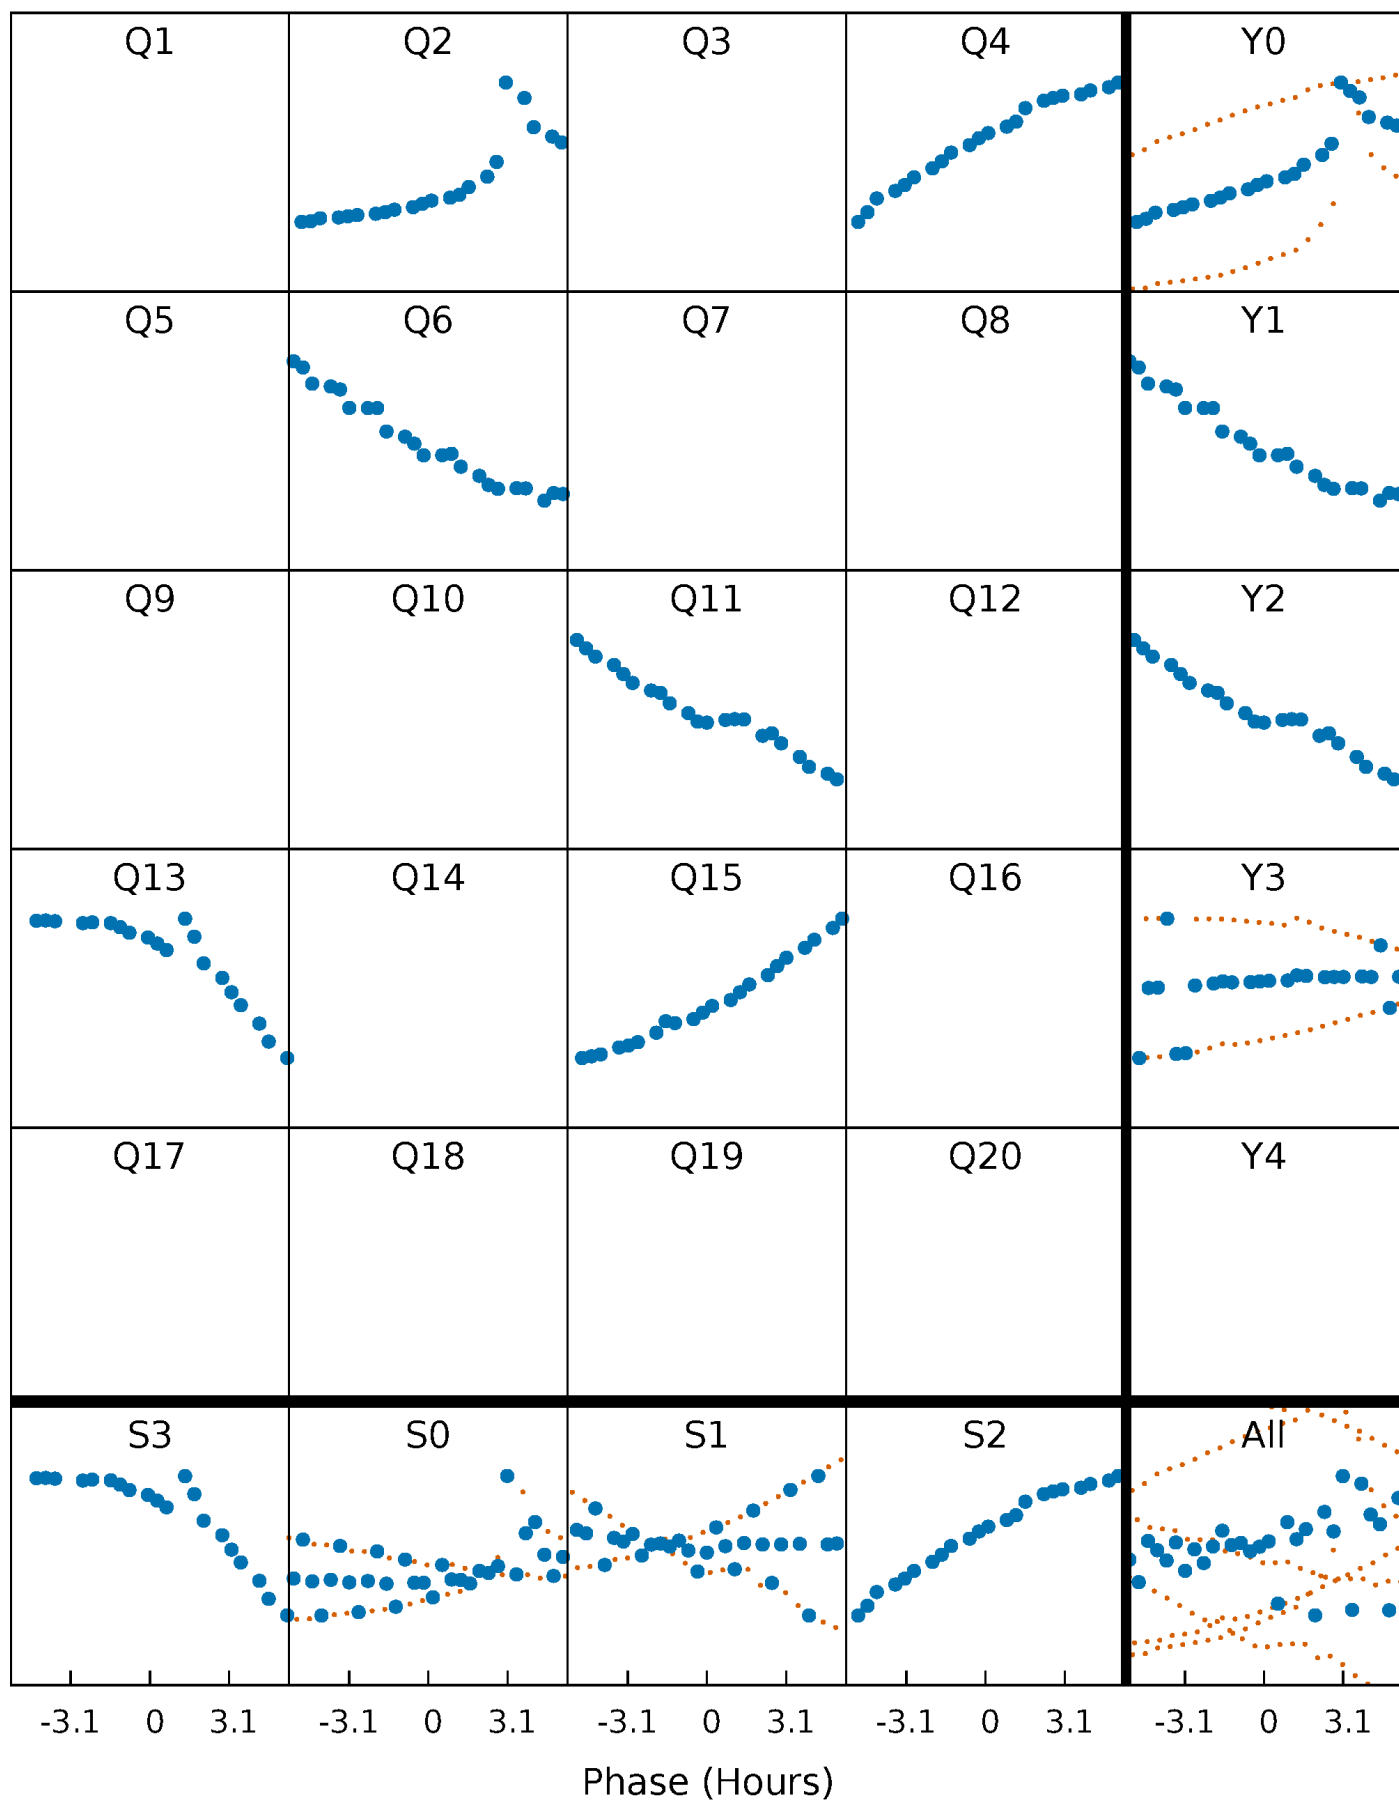 Q1 Q2 Q3 Q4 Y0
Q5 Q6 Q7 Q8 Y1
Q9 Q10 Q11 Q12 Y2
Q13 Q14 Q15 Q16 Y3
Q17 Q18 Q19 Q20 Y4
S3 S0 S1 S2 All
-3.1 0 3.1 -3.1 0 3.1 -3.1 0 3.1 -3.1 0 3.1 -3.1 0 3.1
Phase (Hours)